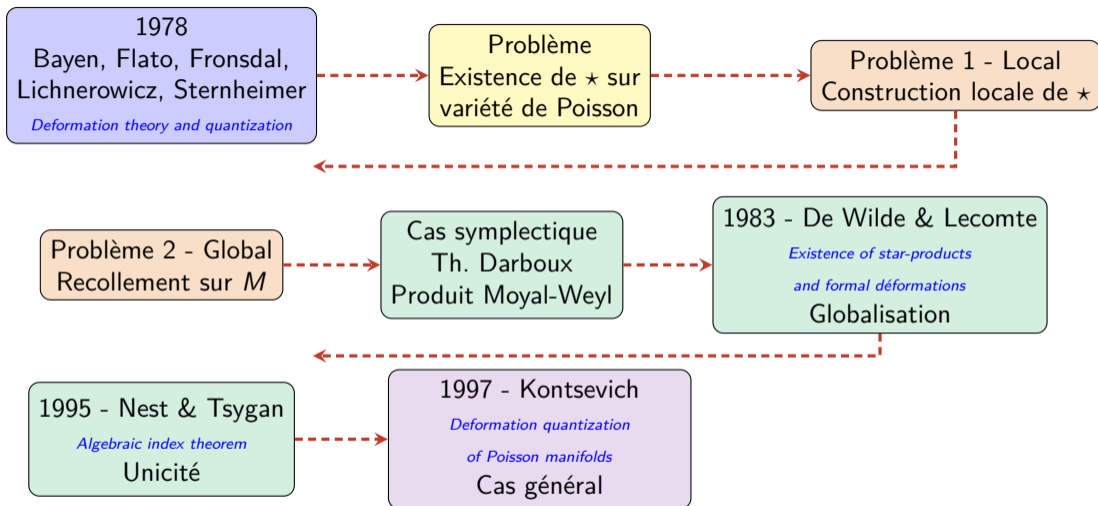 1978
Bayen, Flato, Fronsdal,
Lichnerowicz, Sternheimer
Deformation theory and quantization
Problème
Existence de ⋆ sur
variété de Poisson
Problème 1 - Local
Construction locale de ⋆
Problème 2 - Global
Recollement sur M
Cas symplectique
Th. Darboux
Produit Moyal-Weyl
1983 - De Wilde & Lecomte
Existence of star-products
and formal déformations
Globalisation
1995 - Nest & Tsygan
Algebraic index theorem
Unicité
1997 - Kontsevich
Deformation quantization
of Poisson manifolds
Cas général